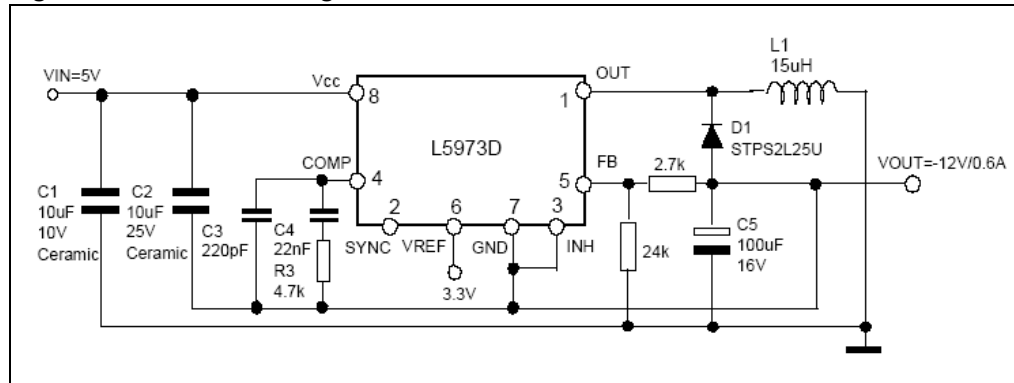 L1
15uH
VIN=5V
Vcc
8
OUT
1
L5973D
D1
STPS2L25U
COMP
4
FB
5
2.7k
VOUT=-12V/0.6A
C1
10uF
10V
Ceramic
C2
10uF
25V
Ceramic
C3
220pF
C4
22nF
R3
4.7k
2
SYNC
6
VREF
7
GND
3
INH
3.3V
24k
C5
100uF
16V